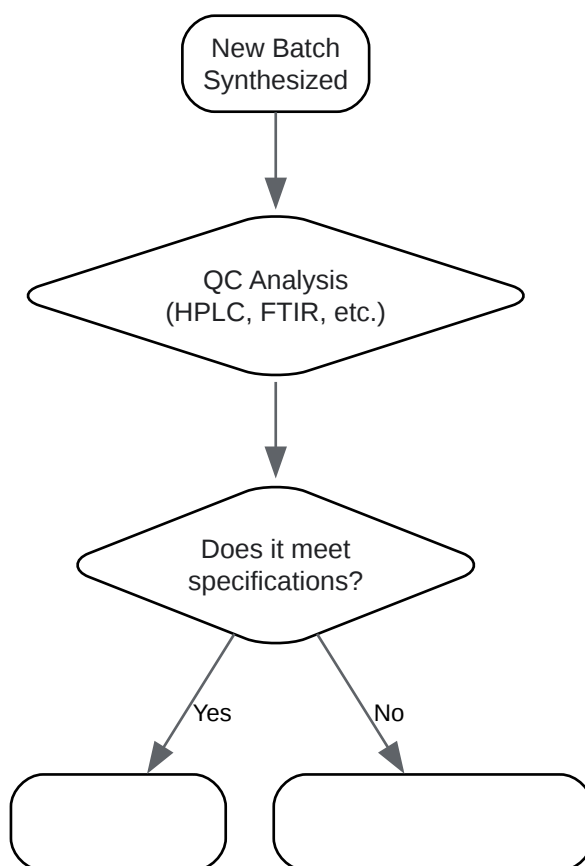 New Batch
Synthesized
QC Analysis
(HPLC, FTIR, etc.)
Does it meet
specifications?
Yes
No